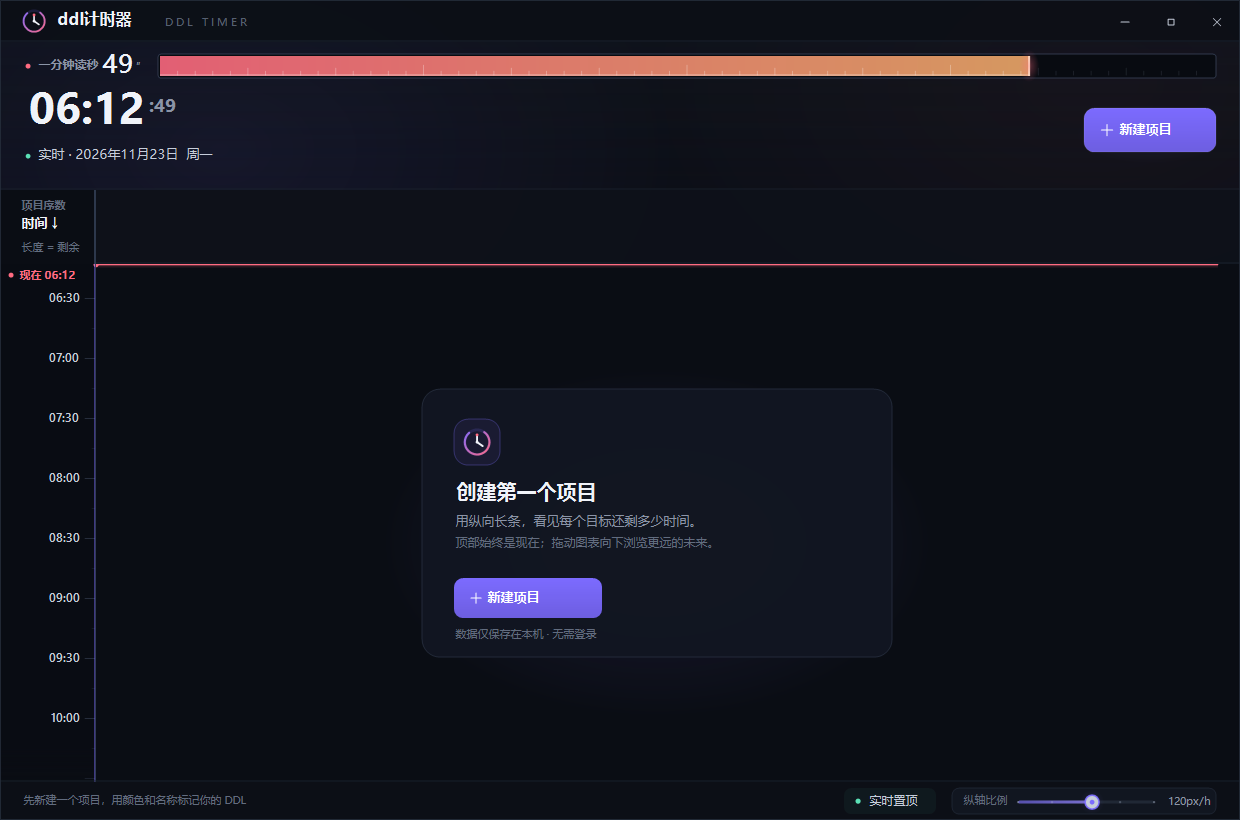 ddl计时器 DDL TIMER
一分钟读秒 49"
06:12 :49
实时 · 2026年11月23日 周一
＋ 新建项目
项目序数
时间 ↓
长度 = 剩余
现在 06:12
06:30
07:00
07:30
08:00
08:30
09:00
09:30
10:00
创建第一个项目
用纵向长条，看见每个目标还剩多少时间。
顶部始终是现在；拖动图表向下浏览更远的未来。
＋ 新建项目
数据仅保存在本机 · 无需登录
先新建一个项目，用颜色和名称标记你的 DDL
实时置顶
纵轴比例 120px/h